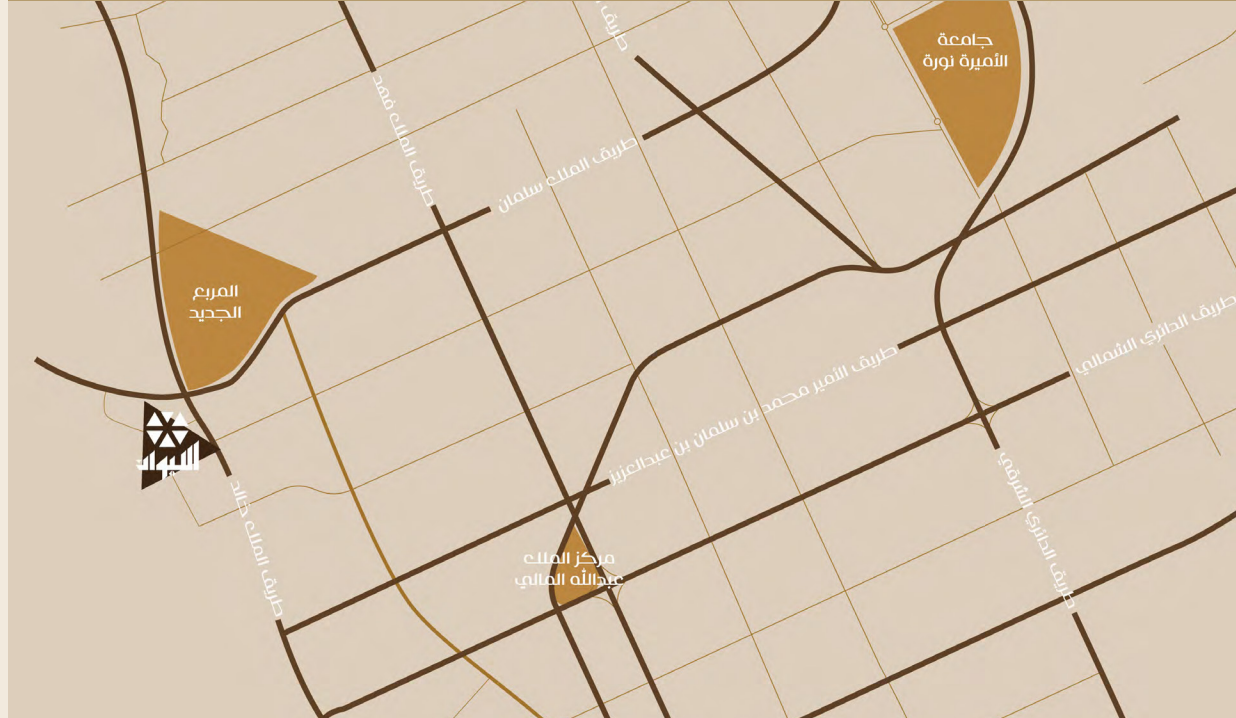 طريق
جامعة
الأميرة نورة
طريق الملك فهد
طريق الملك سلمان
المربع
الجديد
طريق الدائري الشمالي
طريق الأمير محمد بن سلمان بن عبدالعزيز
طريق الملك خالد
طريق الدائري الشرقي
مركز الملك
عبدالله المالي